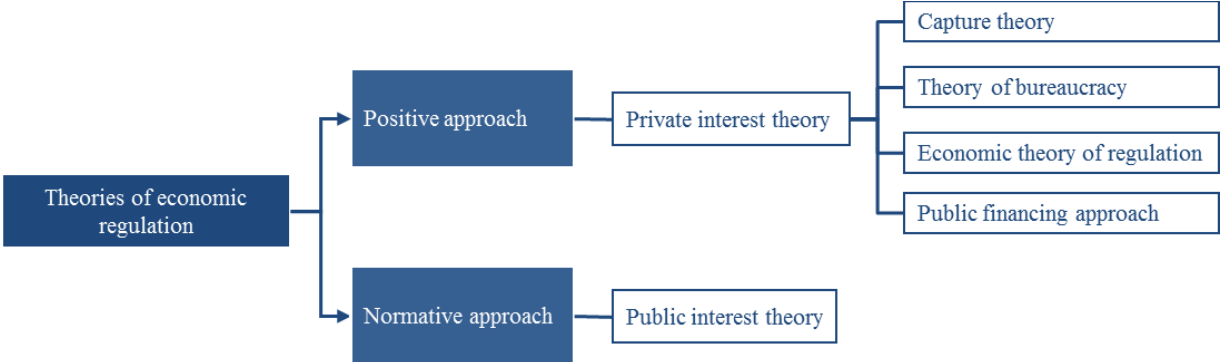 Theories of economic
regulation
Positive approach
Private interest theory
Capture theory
Theory of bureaucracy
Economic theory of regulation
Public financing approach
Normative approach
Public interest theory